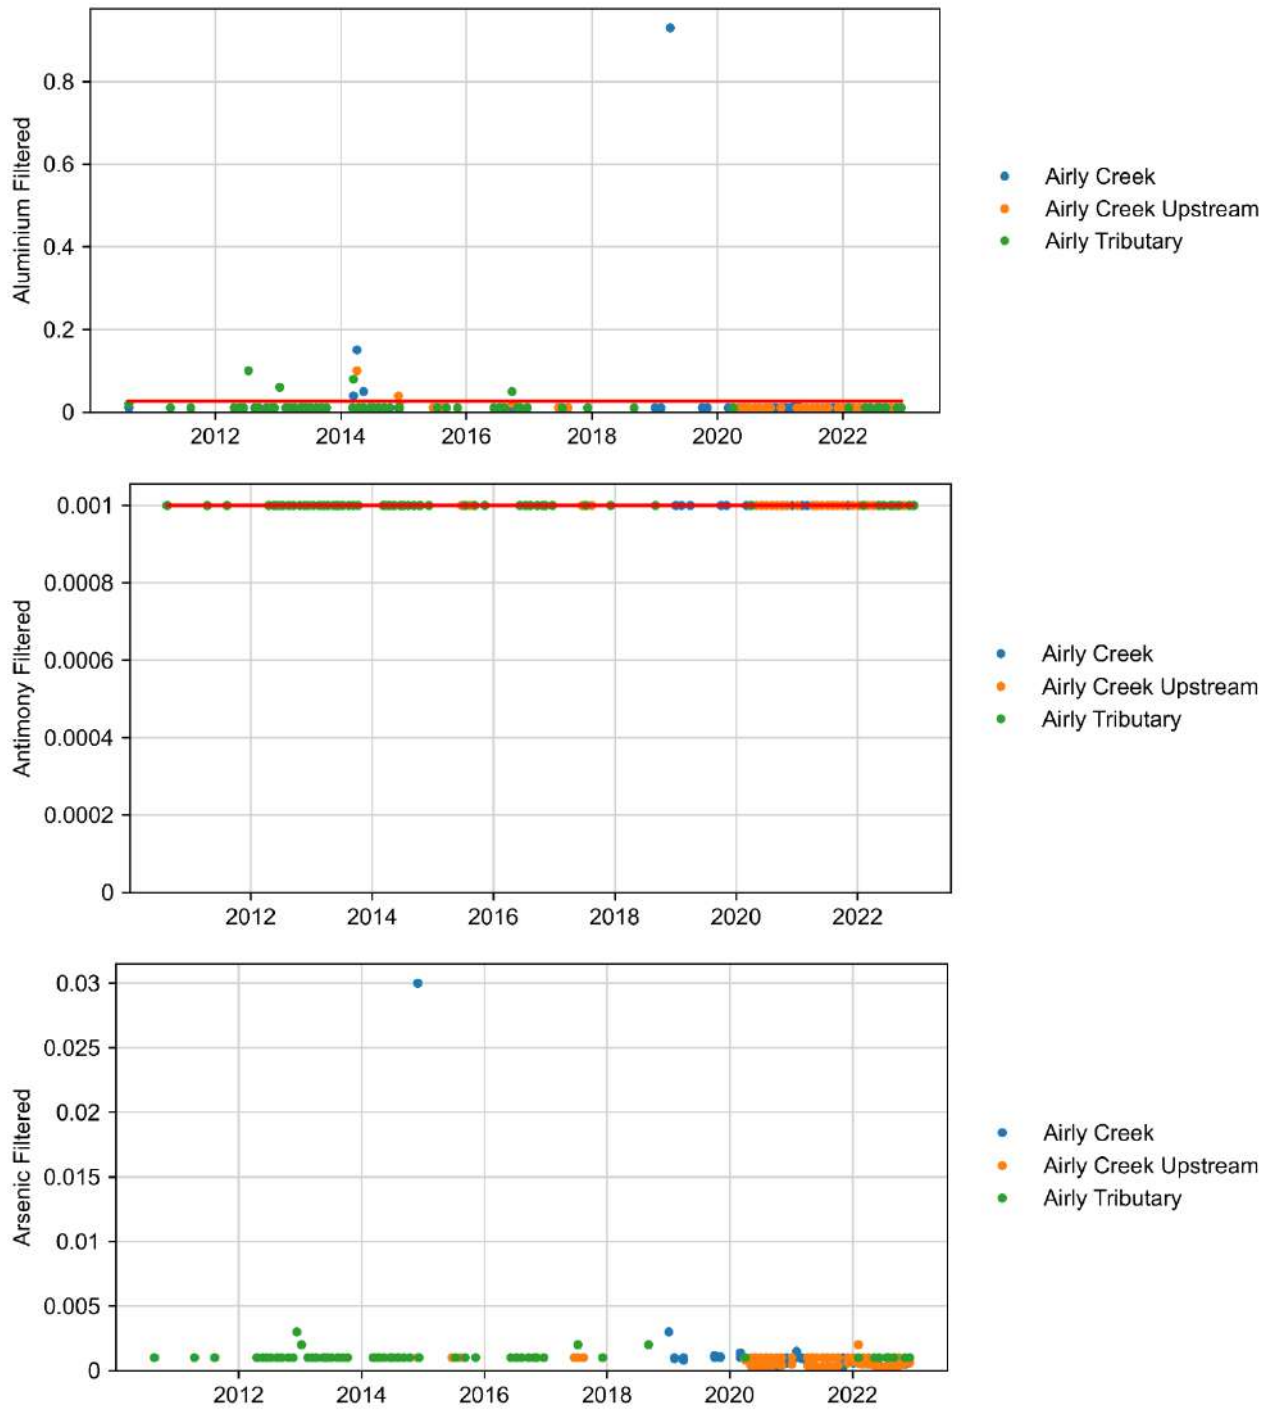 Aluminium Filtered
0.8
0.6
0.4
0.2
0
2012 2014 2016 2018 2020 2022
Airly Creek
Airly Creek Upstream
Airly Tributary
Antimony Filtered
0.001
0.0008
0.0006
0.0004
0.0002
0
2012 2014 2016 2018 2020 2022
Airly Creek
Airly Creek Upstream
Airly Tributary
Arsenic Filtered
0.03
0.025
0.02
0.015
0.01
0.005
0
2012 2014 2016 2018 2020 2022
Airly Creek
Airly Creek Upstream
Airly Tributary